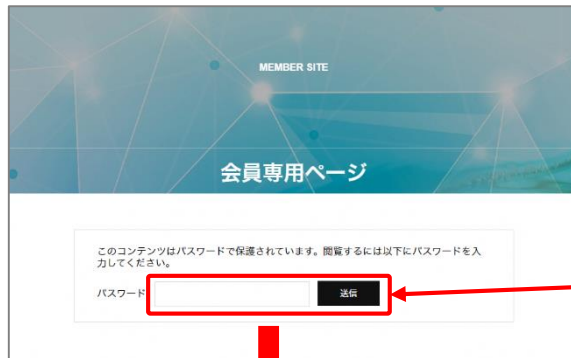 MEMBER SITE
会員専用ページ
このコンテンツはパスワードで保護されています。閲覧するには以下にパスワードを入
力してください。
パスワード
送信